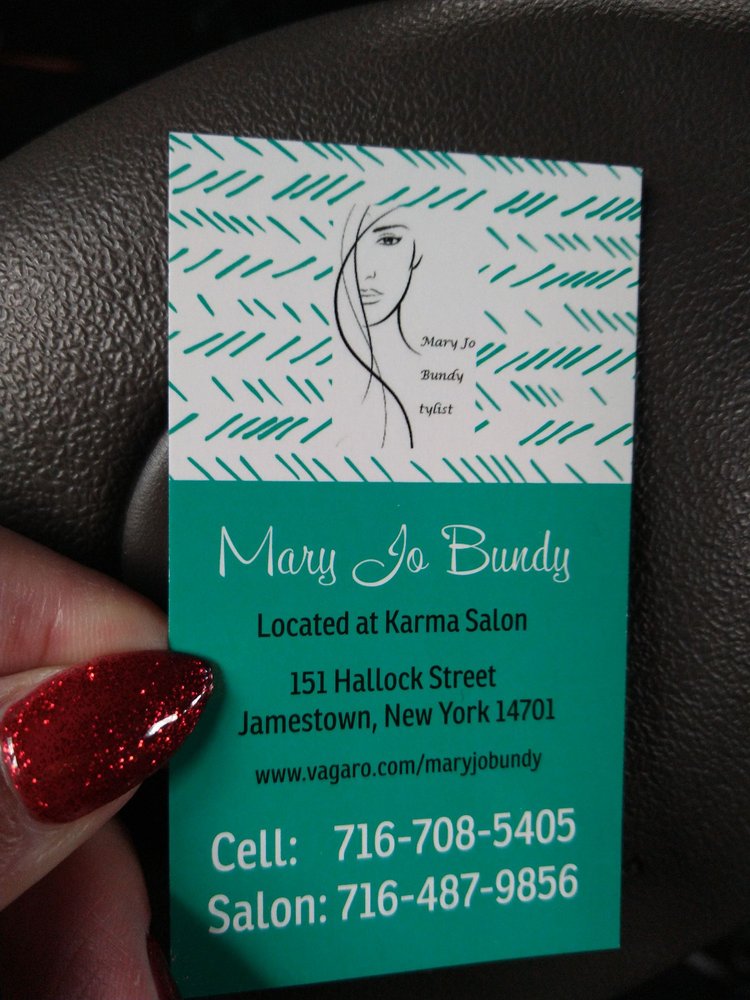 Mary Jo
Bundy
tylist
Mary Jo Bundy
Located at Karma Salon
151 Hallock Street
Jamestown, New York 14701
www.vagaro.com/maryjobundy
Cell: 716-708-5405
Salon: 716-487-9856